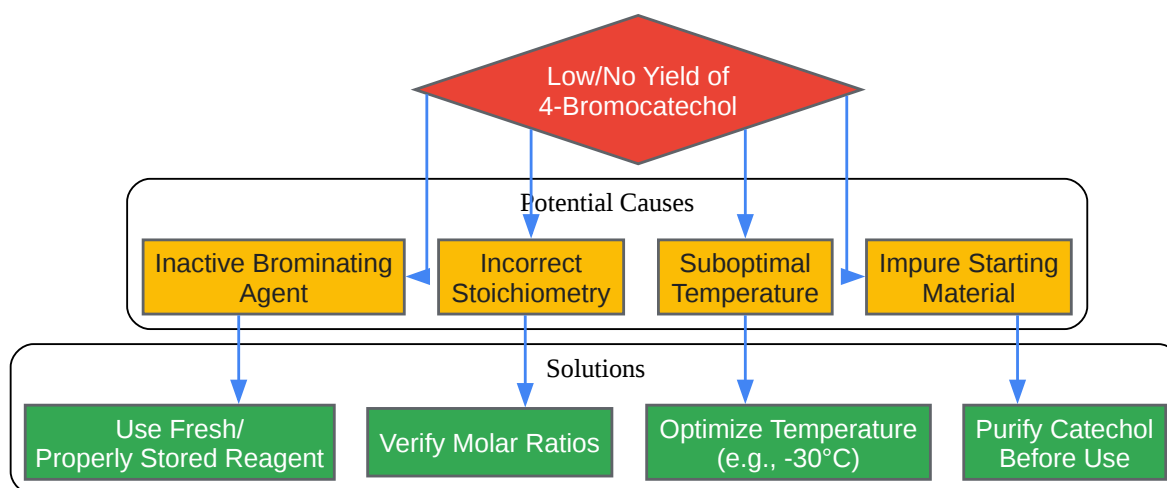 Low/No Yield of
4-Bromocatechol
Potential Causes
Inactive Brominating
Agent
Incorrect
Stoichiometry
Suboptimal
Temperature
Impure Starting
Material
Solutions
Use Fresh/
Properly Stored Reagent
Verify Molar Ratios
Optimize Temperature
(e.g., -30°C)
Purify Catechol
Before Use